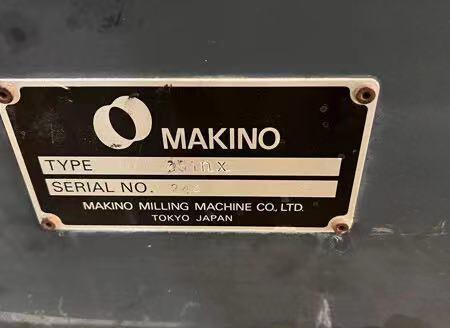 MAKINO
TYPE
SERIAL NO.
MAKINO MILLING MACHINE CO., LTD.
TOKYO JAPAN